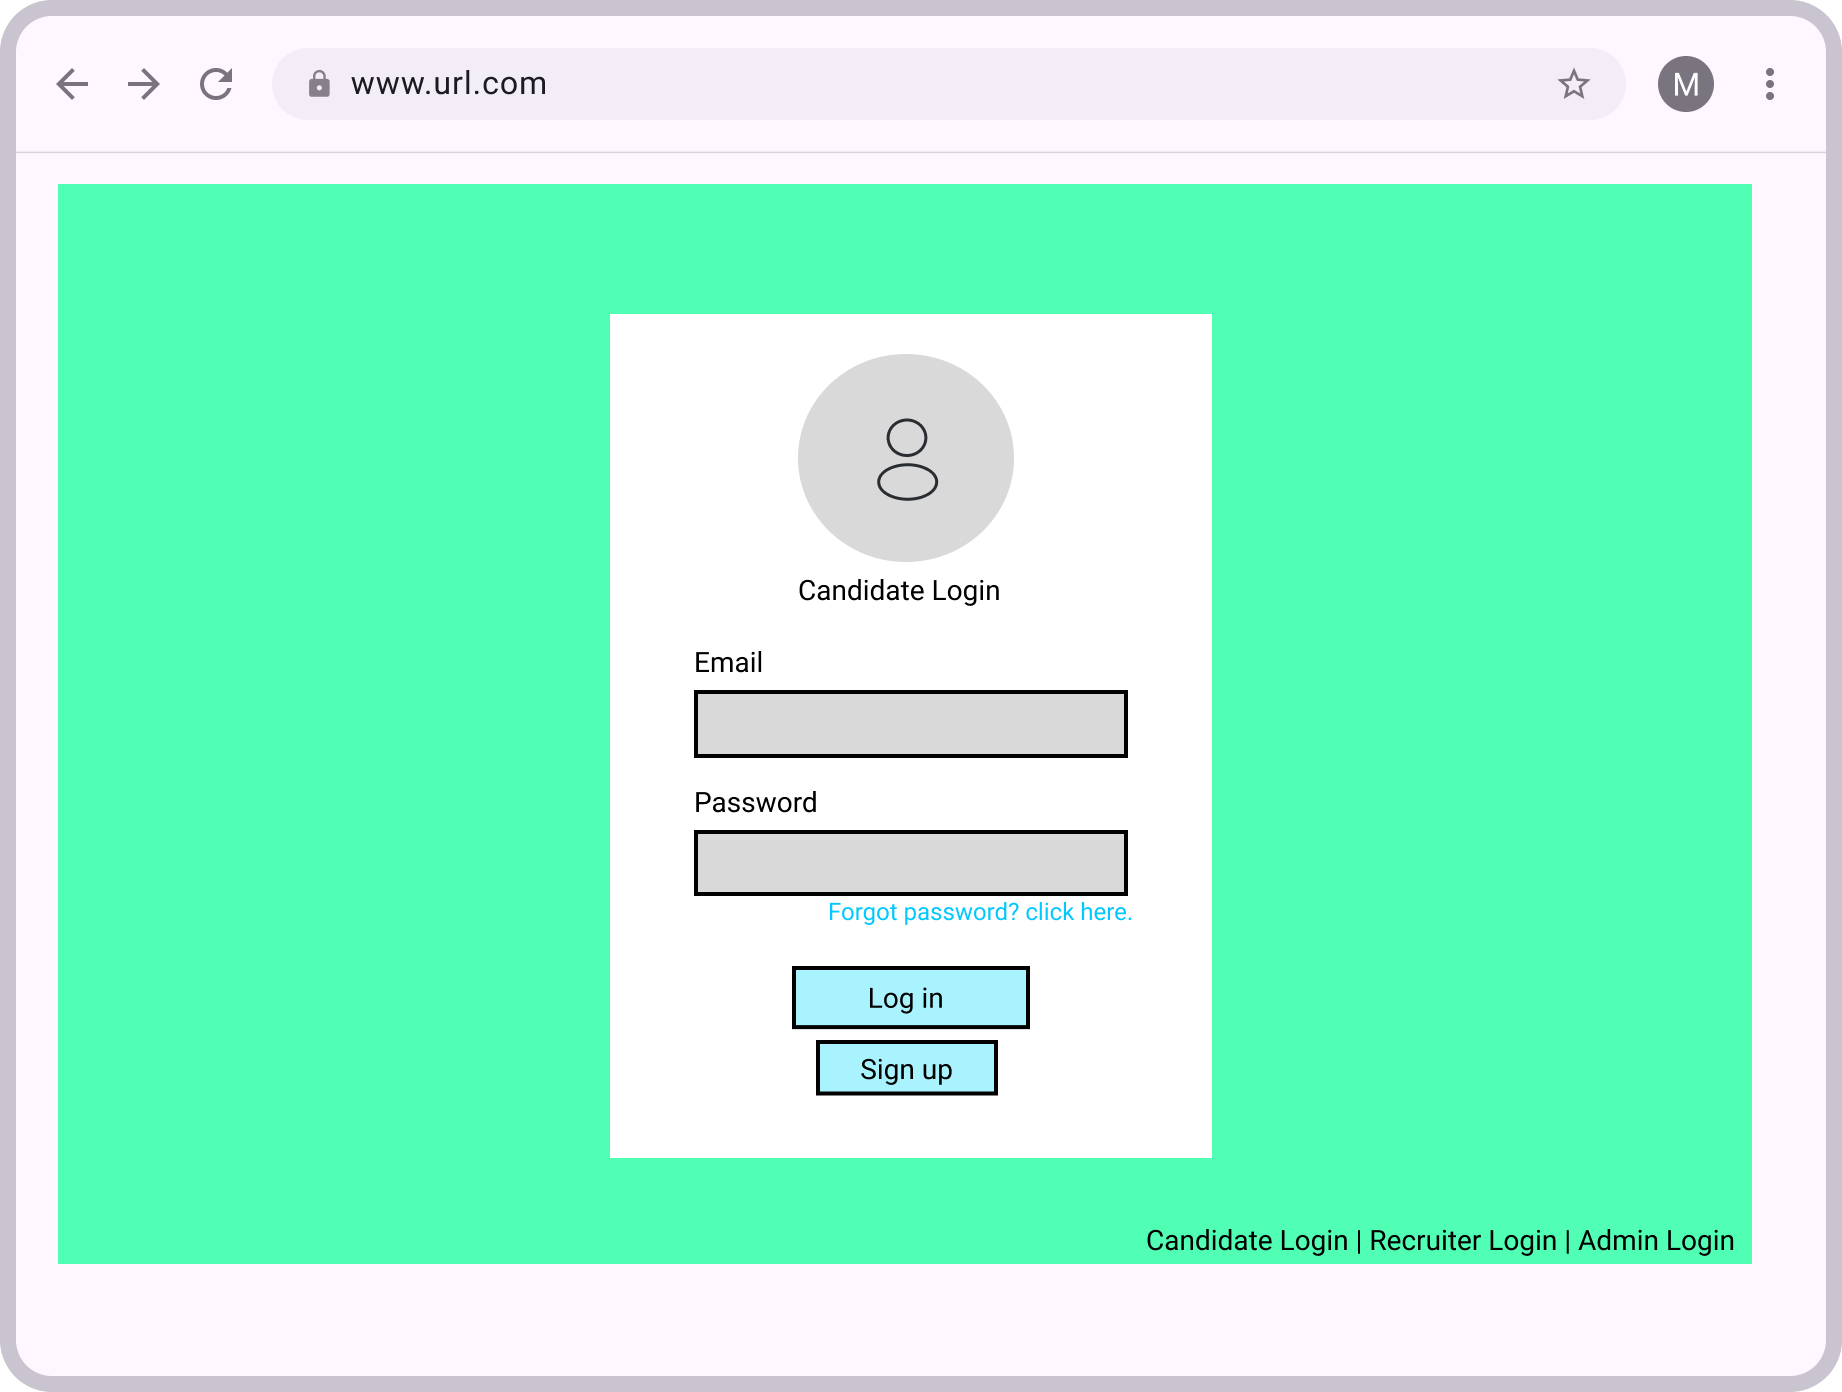 www.url.com
M
Candidate Login
Email
Password
Forgot password? click here.
Log in
Sign up
Candidate Login | Recruiter Login | Admin Login